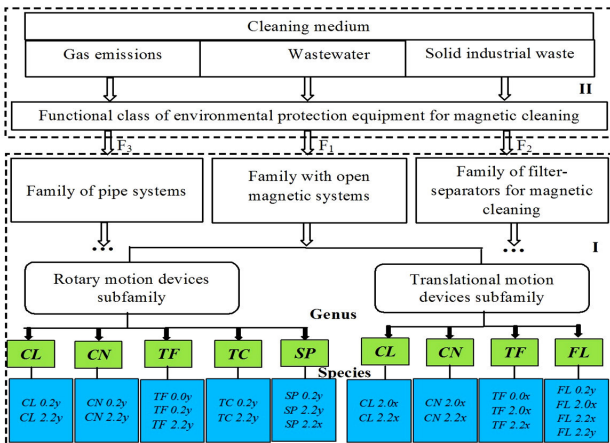 Cleaning medium
Gas emissions
Wastewater
Solid industrial waste
II
Functional class of environmental protection equipment for magnetic cleaning
F3
F1
F2
Family of pipe systems
Family with open
magnetic systems
Family of filter-
separators for magnetic
cleaning
...
...
I
Rotary motion devices
subfamily
Translational motion
devices subfamily
Genus
CL
CN
TF
TC
SP
CL
CN
TF
FL
Species
CL 0.2y
CL 2.2y
CN 0.2y
CN 2.2y
TF 0.0y
TF 0.2y
TF 2.2y
TC 0.2y
TC 2.2y
SP 0.2y
SP 2.2y
SP 2.2x
CL 2.0x
CL 2.2x
CN 2.0x
CN 2.2x
TF 0.0x
TF 2.0x
TF 2.2x
FL 0.2y
FL 2.0x
FL 2.2x
FL 2.2y